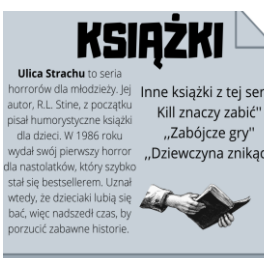 KSIĄŻKI
Ulica Strachu to seria
horrorów dla młodzieży. Jej
autor, R.L. Stine, z początku
pisał humorystyczne książki
dla dzieci. W 1986 roku
wydał swój pierwszy horror
dla nastolatków, który szybko
stał się bestsellerem. Uznał
wtedy, że dzieciaki lubią się
bać, więc nadszedł czas, by
porzucić zabawne historie.
Inne książki z tej
Kill znaczy zabić"
,,Zabójcze gry"
,,Dziewczyna